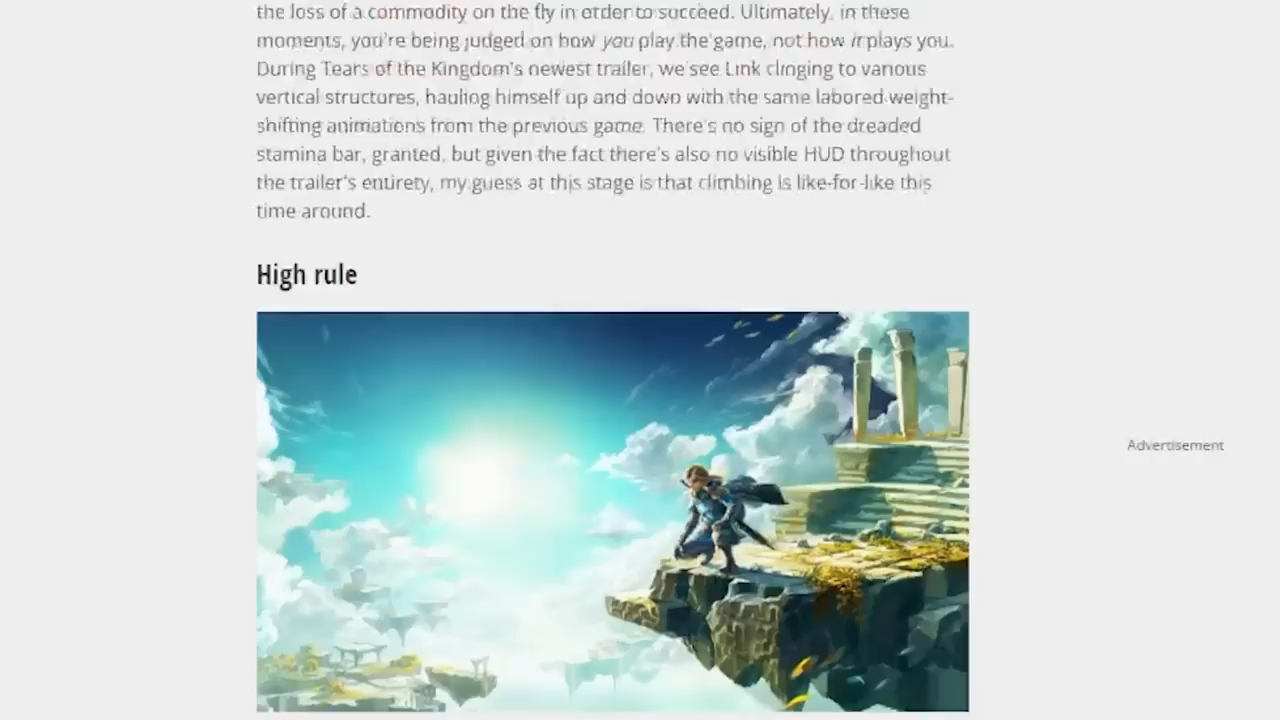 the loss of a commodity on the fly in order to succeed. Ultimately, in these
moments, you're being judged on how you play the game, not how it plays you.
During Tears of the Kingdom's newest trailer, we see Link clinging to various
vertical structures, hauling himself up and down with the same labored weight-
shifting animations from the previous game. There's no sign of the dreaded
stamina bar, granted, but given the fact there's also no visible HUD throughout
the trailer's entirety, my guess at this stage is that climbing is like-for-like this
time around.
High rule
Advertisement